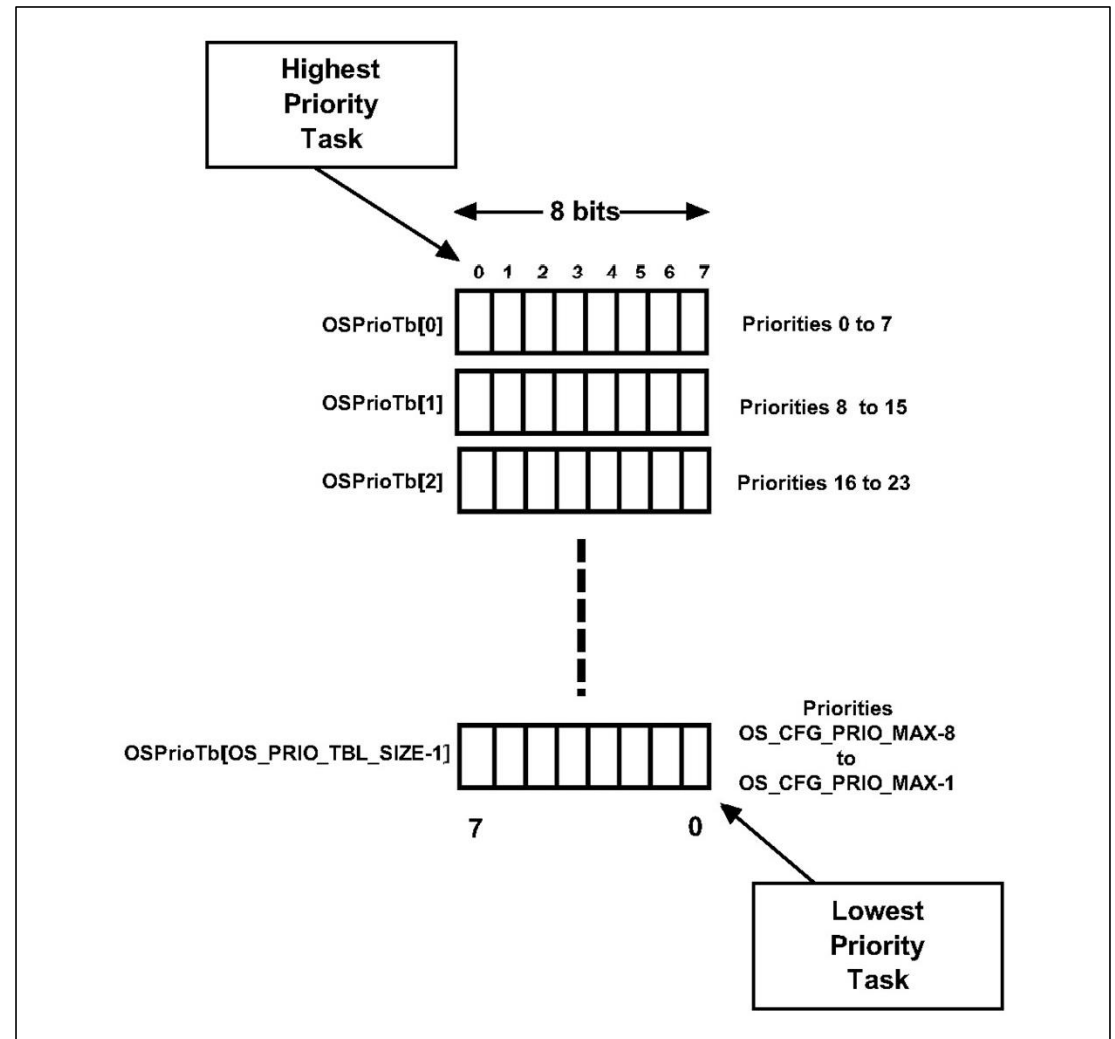 Highest
Priority
Task
8 bits
0 1 2 3 4 5 6 7
OSPrioTb[0]
Priorities 0 to 7
OSPrioTb[1]
Priorities 8 to 15
OSPrioTb[2]
Priorities 16 to 23
OSPrioTb[OS_PRIO_TBL_SIZE-1]
Priorities
OS_CFG_PRIO_MAX-8
to
OS_CFG_PRIO_MAX-1
7 0
Lowest
Priority
Task